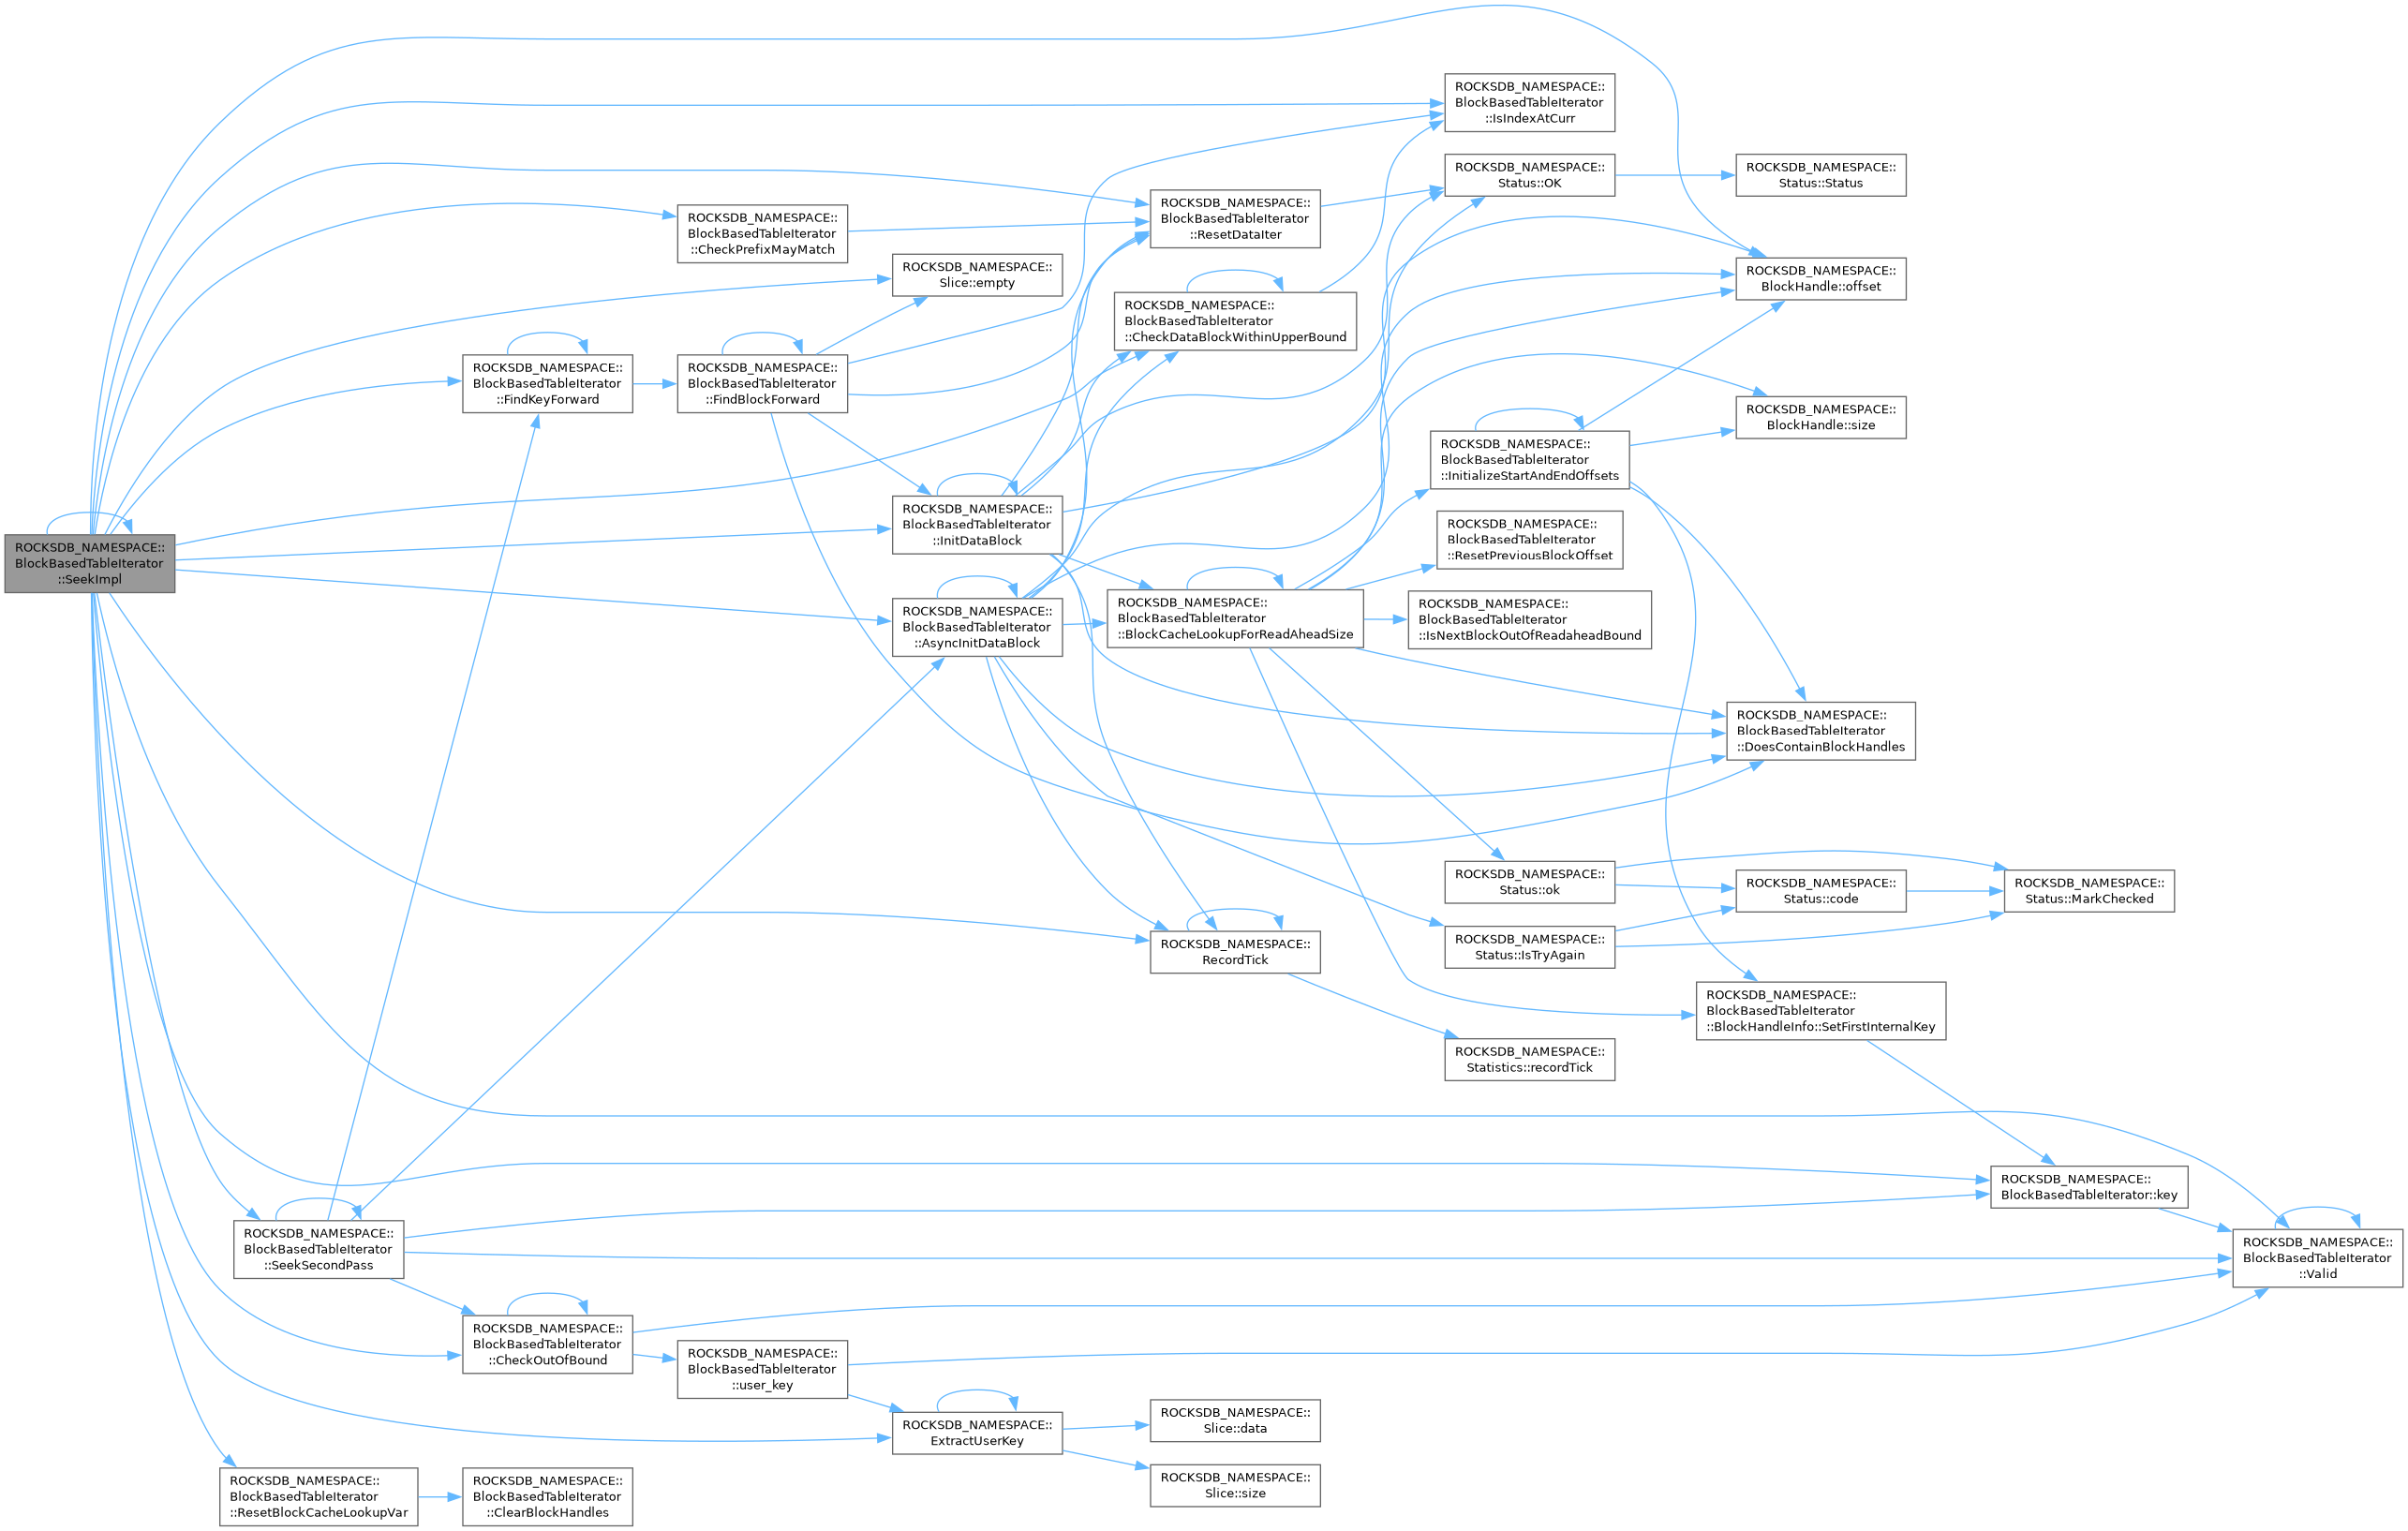 ROCKSDB_NAMESPACE::
BlockBasedTableIterator
::SeekImpl
ROCKSDB_NAMESPACE::
BlockBasedTableIterator
::IsIndexAtCurr
ROCKSDB_NAMESPACE::
Status::OK
ROCKSDB_NAMESPACE::
Status::Status
ROCKSDB_NAMESPACE::
BlockBasedTableIterator
::CheckPrefixMayMatch
ROCKSDB_NAMESPACE::
BlockBasedTableIterator
::ResetDataIter
ROCKSDB_NAMESPACE::
Slice::empty
ROCKSDB_NAMESPACE::
BlockHandle::offset
ROCKSDB_NAMESPACE::
BlockBasedTableIterator
::CheckDataBlockWithinUpperBound
ROCKSDB_NAMESPACE::
BlockBasedTableIterator
::FindKeyForward
ROCKSDB_NAMESPACE::
BlockBasedTableIterator
::FindBlockForward
ROCKSDB_NAMESPACE::
BlockHandle::size
ROCKSDB_NAMESPACE::
BlockBasedTableIterator
::InitializeStartAndEndOffsets
ROCKSDB_NAMESPACE::
BlockBasedTableIterator
::InitDataBlock
ROCKSDB_NAMESPACE::
BlockBasedTableIterator
::ResetPreviousBlockOffset
ROCKSDB_NAMESPACE::
BlockBasedTableIterator
::AsyncInitDataBlock
ROCKSDB_NAMESPACE::
BlockBasedTableIterator
::BlockCacheLookupForReadAheadSize
ROCKSDB_NAMESPACE::
BlockBasedTableIterator
::IsNextBlockOutOfReadaheadBound
ROCKSDB_NAMESPACE::
BlockBasedTableIterator
::DoesContainBlockHandles
ROCKSDB_NAMESPACE::
Status::ok
ROCKSDB_NAMESPACE::
Status::code
ROCKSDB_NAMESPACE::
Status::MarkChecked
ROCKSDB_NAMESPACE::
RecordTick
ROCKSDB_NAMESPACE::
Status::IsTryAgain
ROCKSDB_NAMESPACE::
BlockBasedTableIterator
::BlockHandleInfo::SetFirstInternalKey
ROCKSDB_NAMESPACE::
Statistics::recordTick
ROCKSDB_NAMESPACE::
BlockBasedTableIterator::key
ROCKSDB_NAMESPACE::
BlockBasedTableIterator
::SeekSecondPass
ROCKSDB_NAMESPACE::
BlockBasedTableIterator
::Valid
ROCKSDB_NAMESPACE::
BlockBasedTableIterator
::CheckOutOfBound
ROCKSDB_NAMESPACE::
BlockBasedTableIterator
::user_key
ROCKSDB_NAMESPACE::
ExtractUserKey
ROCKSDB_NAMESPACE::
Slice::data
ROCKSDB_NAMESPACE::
Slice::size
ROCKSDB_NAMESPACE::
BlockBasedTableIterator
::ResetBlockCacheLookupVar
ROCKSDB_NAMESPACE::
BlockBasedTableIterator
::ClearBlockHandles